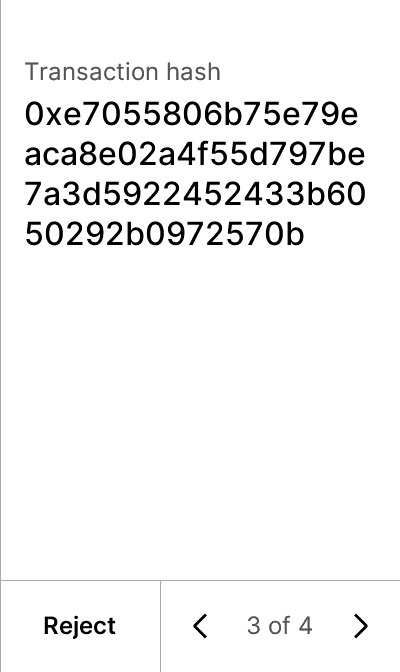 Transaction hash
0xe7055806b75e79e
aca8e02a4f55d797be
7a3d5922452433b60
50292b0972570b
Reject
3 of 4